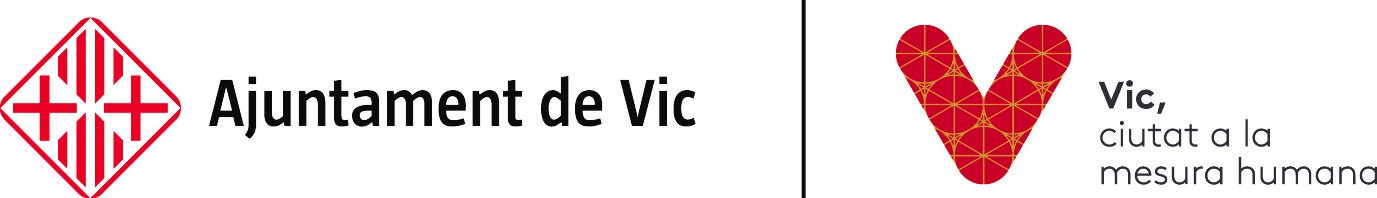 Ajuntament de Vic
Vic,
ciutat a la
mesura humana